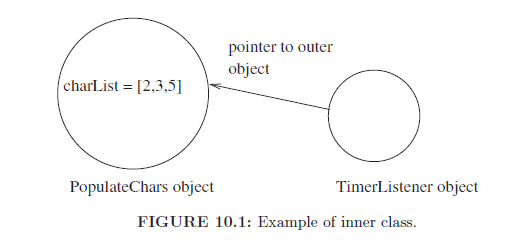 pointer to outer
object
charList = [2,3,5]
PopulateChars object
TimerListener object
FIGURE 10.1: Example of inner class.